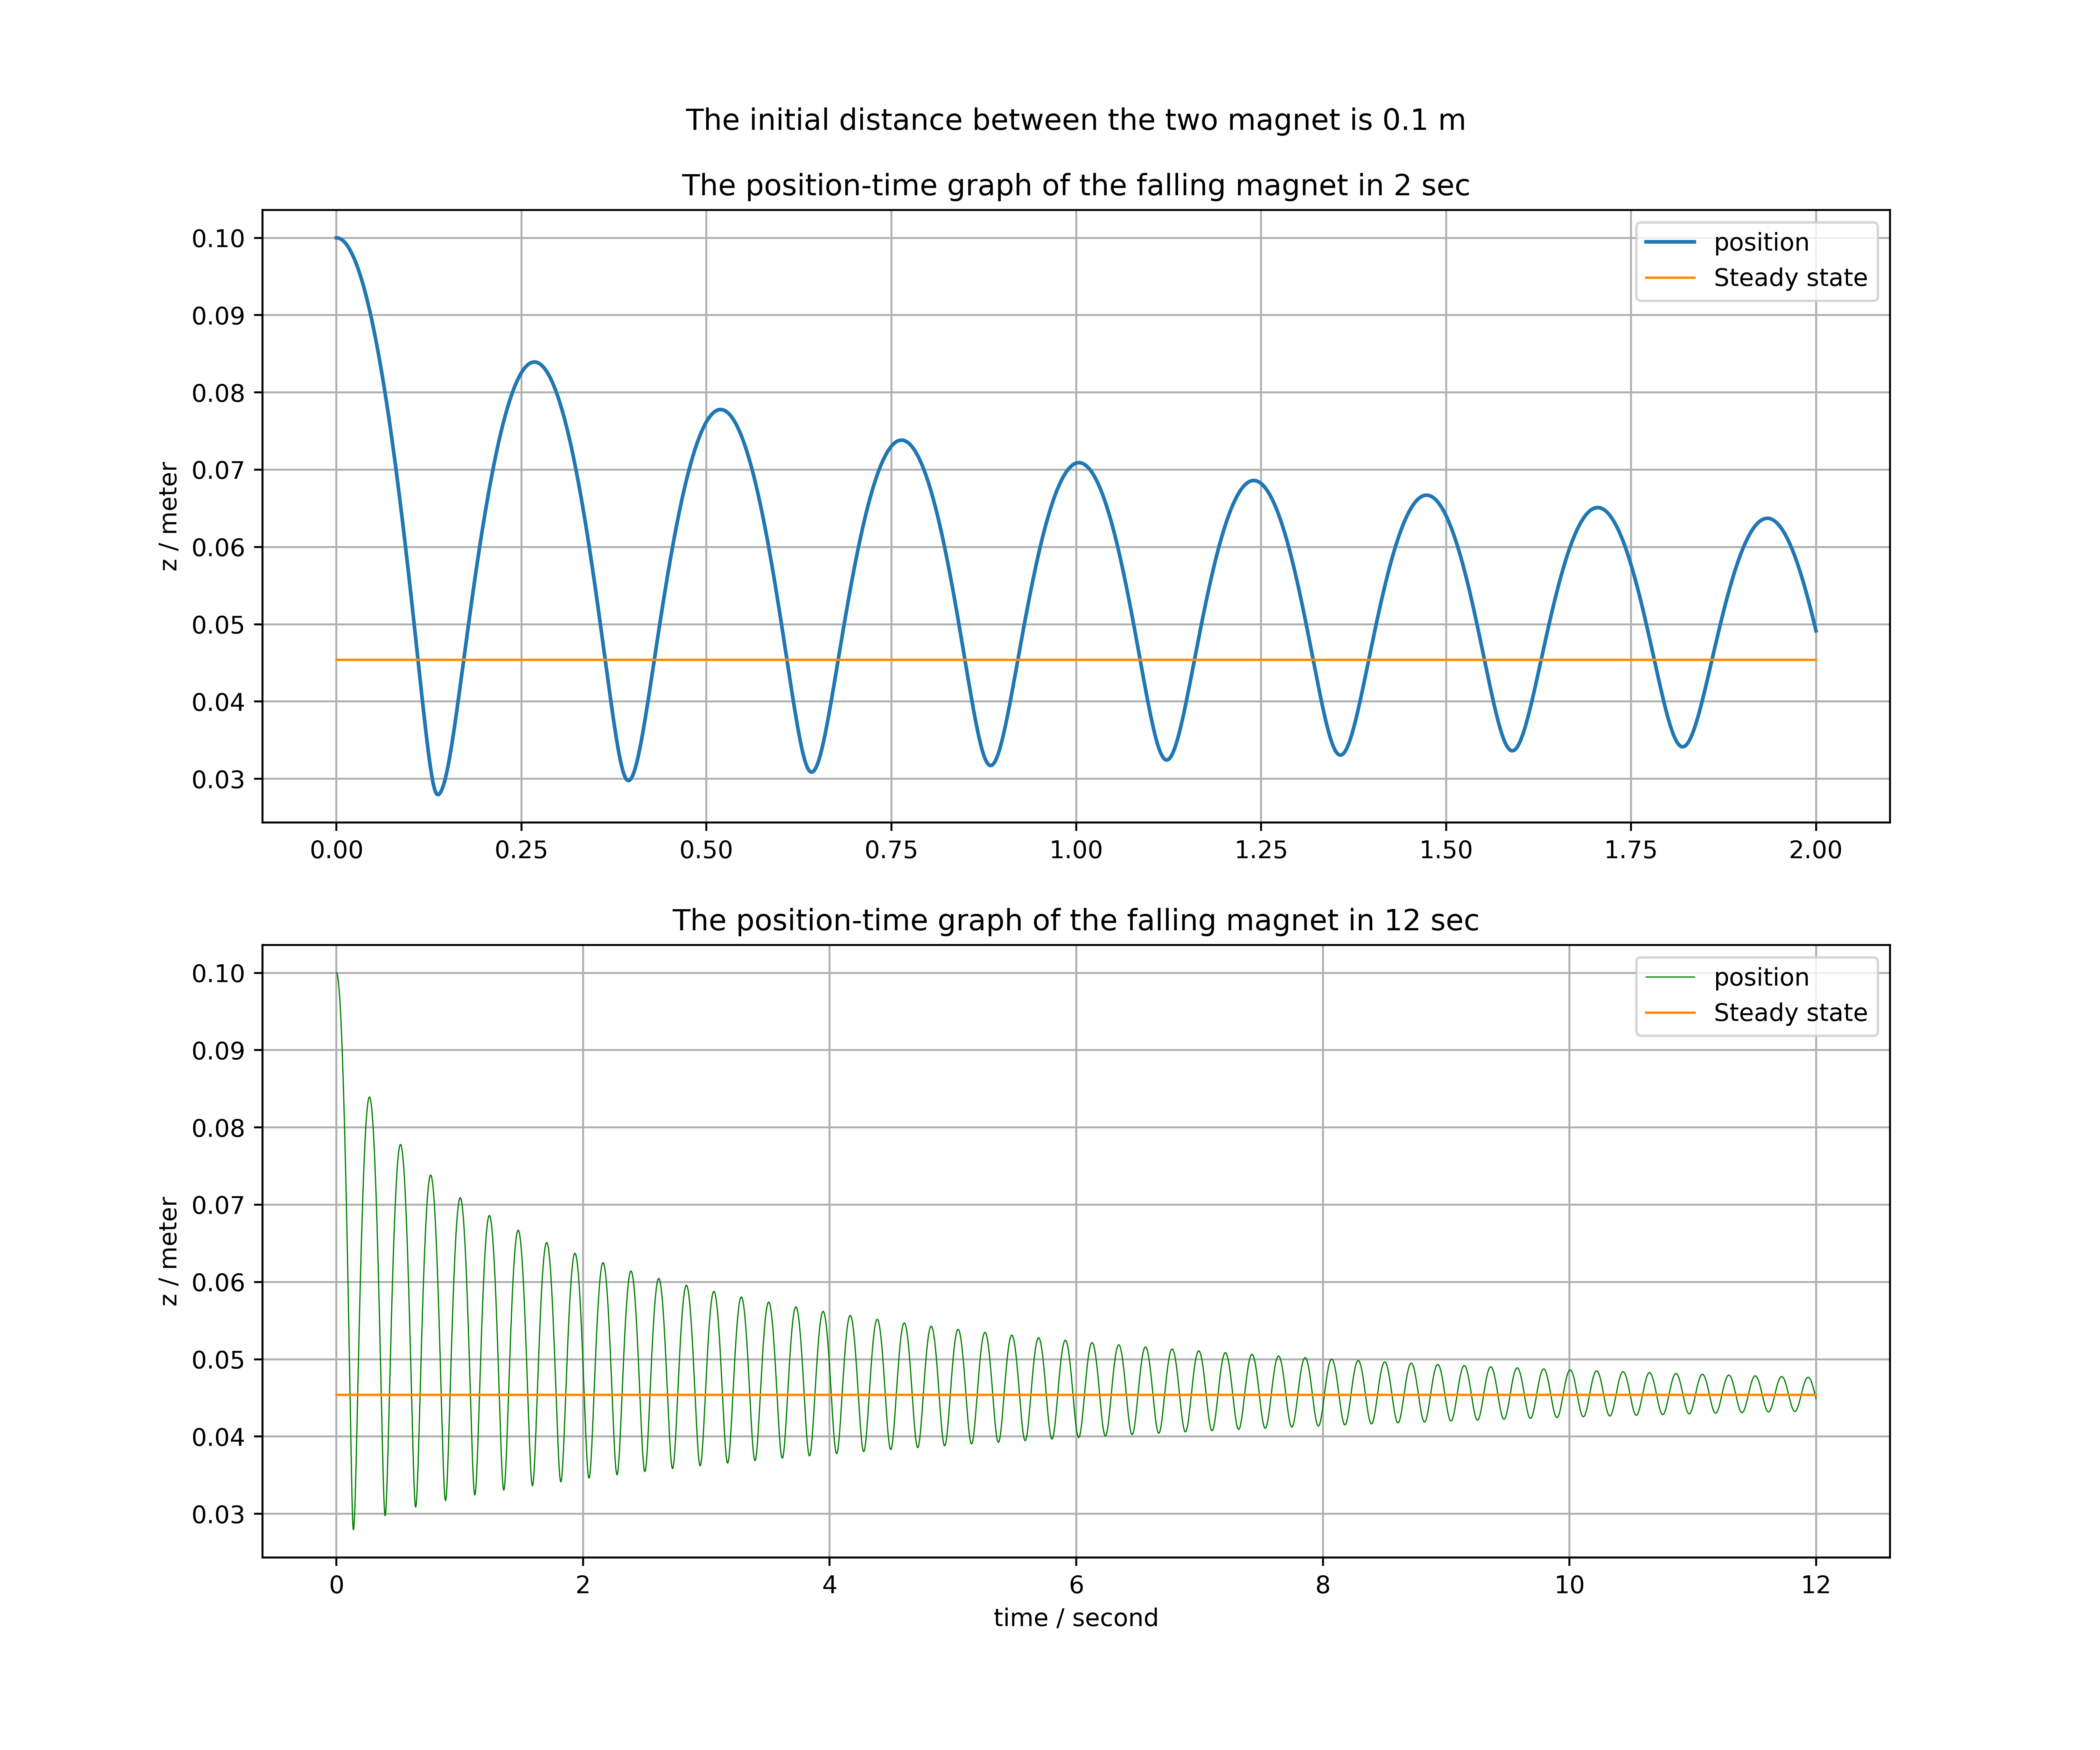 The initial distance between the two magnet is 0.1 m
The position-time graph of the falling magnet in 2 sec
position
Steady state
z / meter
0.10
0.09
0.08
0.07
0.06
0.05
0.04
0.03
0.00 0.25 0.50 0.75 1.00 1.25 1.50 1.75 2.00
The position-time graph of the falling magnet in 12 sec
position
Steady state
z / meter
0.10
0.09
0.08
0.07
0.06
0.05
0.04
0.03
0 2 4 6 8 10 12
time / second